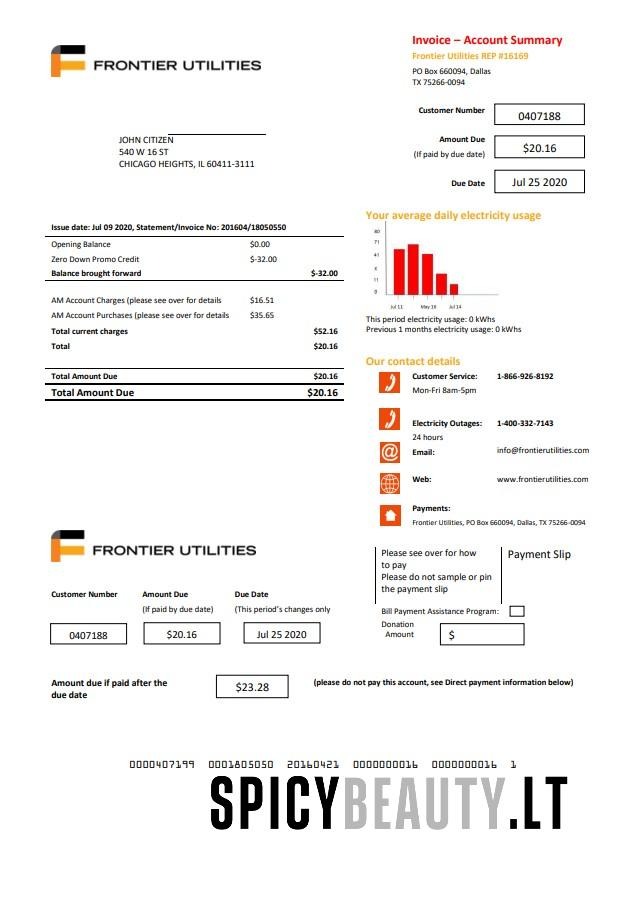 FRONTIER UTILITIES
Invoice – Account Summary
Frontier Utilities REP #16169
PO Box 660094, Dallas
TX 75266-0094
Customer Number
0407188
Amount Due
(If paid by due date)
$20.16
Due Date
Jul 25 2020
JOHN CITIZEN
540 W 16 ST
CHICAGO HEIGHTS, IL 60411-3111
Issue date: Jul 09 2020, Statement/Invoice No: 201604/18050550
Opening Balance $0.00
Zero Down Promo Credit $-32.00
Balance brought forward $-32.00
AM Account Charges (please see over for details $16.51
AM Account Purchases (please see over for details $35.65
Total current charges $52.16
Total $20.16
Total Amount Due $20.16
Total Amount Due $20.16
Your average daily electricity usage
80
71
41
11
0
Jul 11 May 18 Jul 14
This period electricity usage: 0 kWhs
Previous 1 months electricity usage: 0 kWhs
Our contact details
Customer Service: 1-866-926-8192
Mon-Fri 8am-5pm
Electricity Outages: 1-400-332-7143
24 hours
@
Email: info@frontierutilities.com
Web: www.frontierutilities.com
Payments:
Frontier Utilities, PO Box 660094, Dallas, TX 75266-0094
FRONTIER UTILITIES
Please see over for how
to pay
Please do not sample or pin
the payment slip
Payment Slip
Customer Number Amount Due Due Date
(If paid by due date) (This period's changes only
0407188 $20.16 Jul 25 2020
Bill Payment Assistance Program:
Donation
Amount
$
Amount due if paid after the
due date
$23.28
(please do not pay this account, see Direct payment information below)
0000407199 0001805050 20160421 0000000016 0000000016 1
SPICYBEAUTY.LT